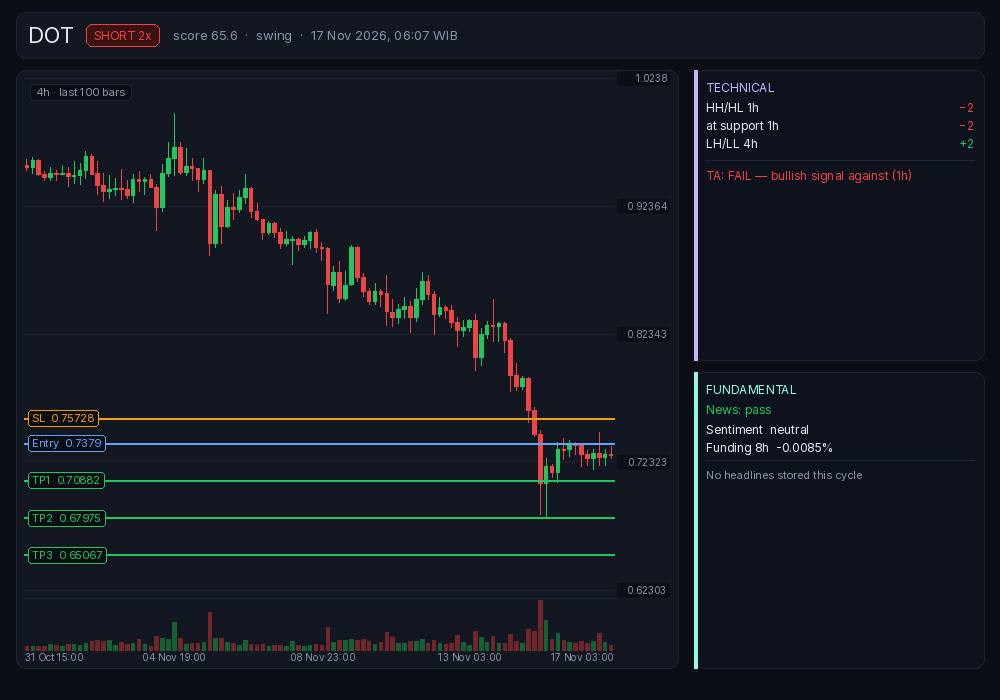 DOT SHORT 2x score 65.6 · swing · 17 Nov 2026, 06:07 WIB
4h · last 100 bars
1.0238
0.92364
0.82343
0.72323
0.62303
SL 0.75728
Entry 0.7379
TP1 0.70882
TP2 0.67975
TP3 0.65067
31 Oct 15:00 04 Nov 19:00 08 Nov 23:00 13 Nov 03:00 17 Nov 03:00
TECHNICAL
HH/HL 1h −2
at support 1h −2
LH/LL 4h +2
TA: FAIL — bullish signal against (1h)
FUNDAMENTAL
News: pass
Sentiment neutral
Funding 8h -0.0085%
No headlines stored this cycle